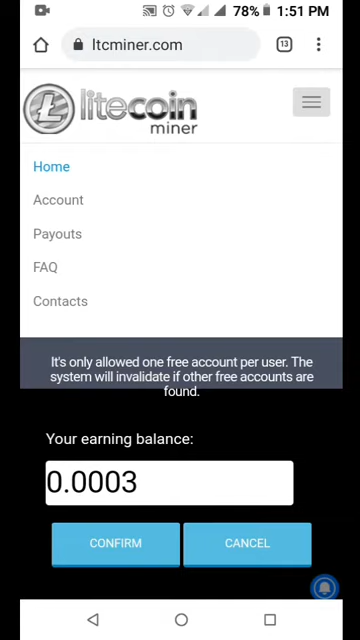 78% 1:51 PM
ltcminer.com
13
litecoin
miner
Home
Account
Payouts
FAQ
Contacts
It's only allowed one free account per user. The
system will invalidate if other free accounts are
found.
Your earning balance:
0.0003
CONFIRM CANCEL